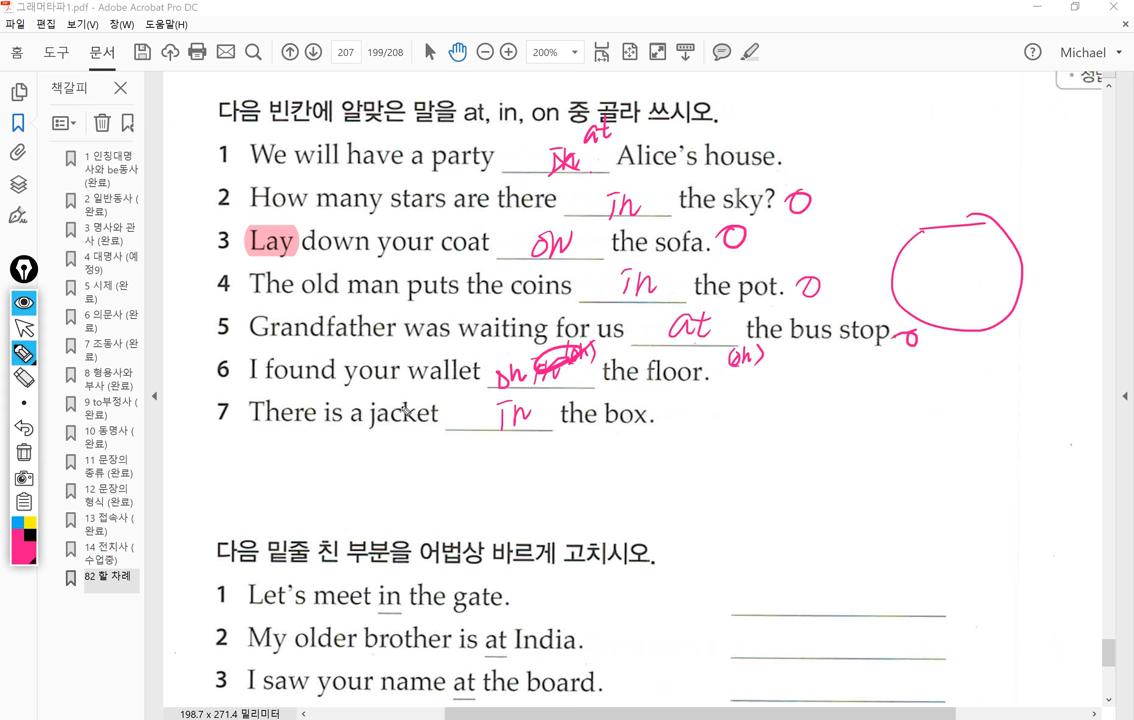 그래머타파1.pdf - Adobe Acrobat Pro DC
파일 편집 보기(V) 창(W) 도움말(H)
홈 도구 문서 207 199/208 200% Michael
책갈피
1 인칭대명사와 be동사 (완료)
2 일반동사 (완료)
3 명사와 관사 (완료)
4 대명사 (예정9)
5 시제 (완료)
6 의문사 (완료)
7 조동사 (완료)
8 형용사와 부사 (완료)
9 to부정사 (완료)
10 동명사 (완료)
11 문장의 종류 (완료)
12 문장의 형식 (완료)
13 접속사 (완료)
14 전치사 (수업중)
82 할 차례
다음 빈칸에 알맞은 말을 at, in, on 중 골라 쓰시오.
at
1 We will have a party in Alice's house.
2 How many stars are there in the sky?
3 Lay down your coat on the sofa.
4 The old man puts the coins in the pot.
5 Grandfather was waiting for us at the bus stop.
(on) (on)
6 I found your wallet on in the floor.
7 There is a jacket in the box.
다음 밑줄 친 부분을 어법상 바르게 고치시오.
1 Let's meet in the gate.
2 My older brother is at India.
3 I saw your name at the board.
198.7 x 271.4 밀리미터